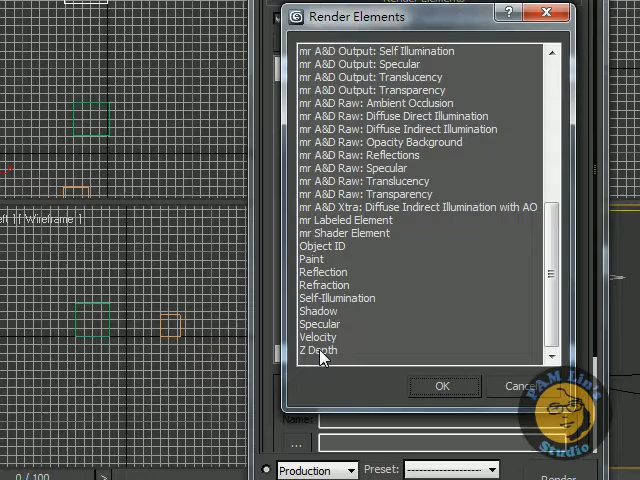 Render Elements
?
mr A&D Output: Self Illumination
mr A&D Output: Specular
mr A&D Output: Translucency
mr A&D Output: Transparency
mr A&D Raw: Ambient Occlusion
mr A&D Raw: Diffuse Direct Illumination
mr A&D Raw: Diffuse Indirect Illumination
mr A&D Raw: Opacity Background
mr A&D Raw: Reflections
mr A&D Raw: Specular
mr A&D Raw: Translucency
mr A&D Raw: Transparency
mr A&D Xtra: Diffuse Indirect Illumination with AO
mr Labeled Element
mr Shader Element
Object ID
Paint
Reflection
Refraction
Self-Illumination
Shadow
Specular
Velocity
Z Depth
OK
Cance
eft ] [ Wireframe ]
Name:
...
0 / 100
>
Production
Preset:
--------------------
Render
PAM Lin's
Studio